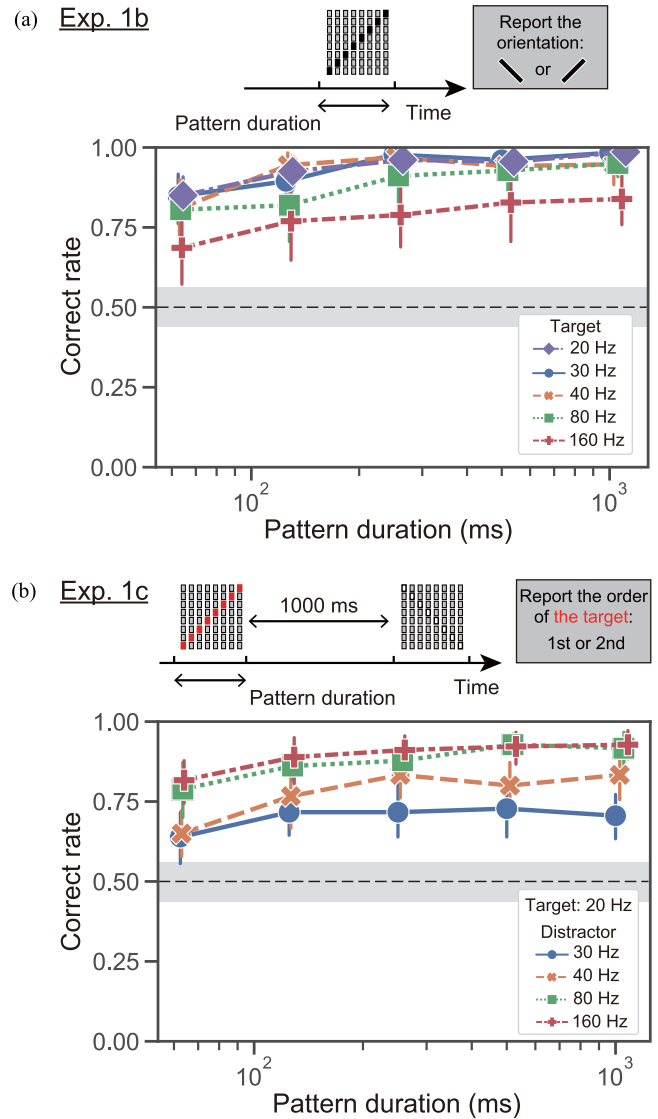 (a) Exp. 1b
Report the
orientation:
or
Time
Pattern duration
1.00
0.75
0.50
0.25
0.00
Correct rate
Target
20 Hz
30 Hz
40 Hz
80 Hz
160 Hz
10²
10³
Pattern duration (ms)
(b) Exp. 1c
1000 ms
Report the order
of the target:
1st or 2nd
Time
Pattern duration
1.00
0.75
0.50
0.25
0.00
Correct rate
Target: 20 Hz
Distractor
30 Hz
40 Hz
80 Hz
160 Hz
10²
10³
Pattern duration (ms)